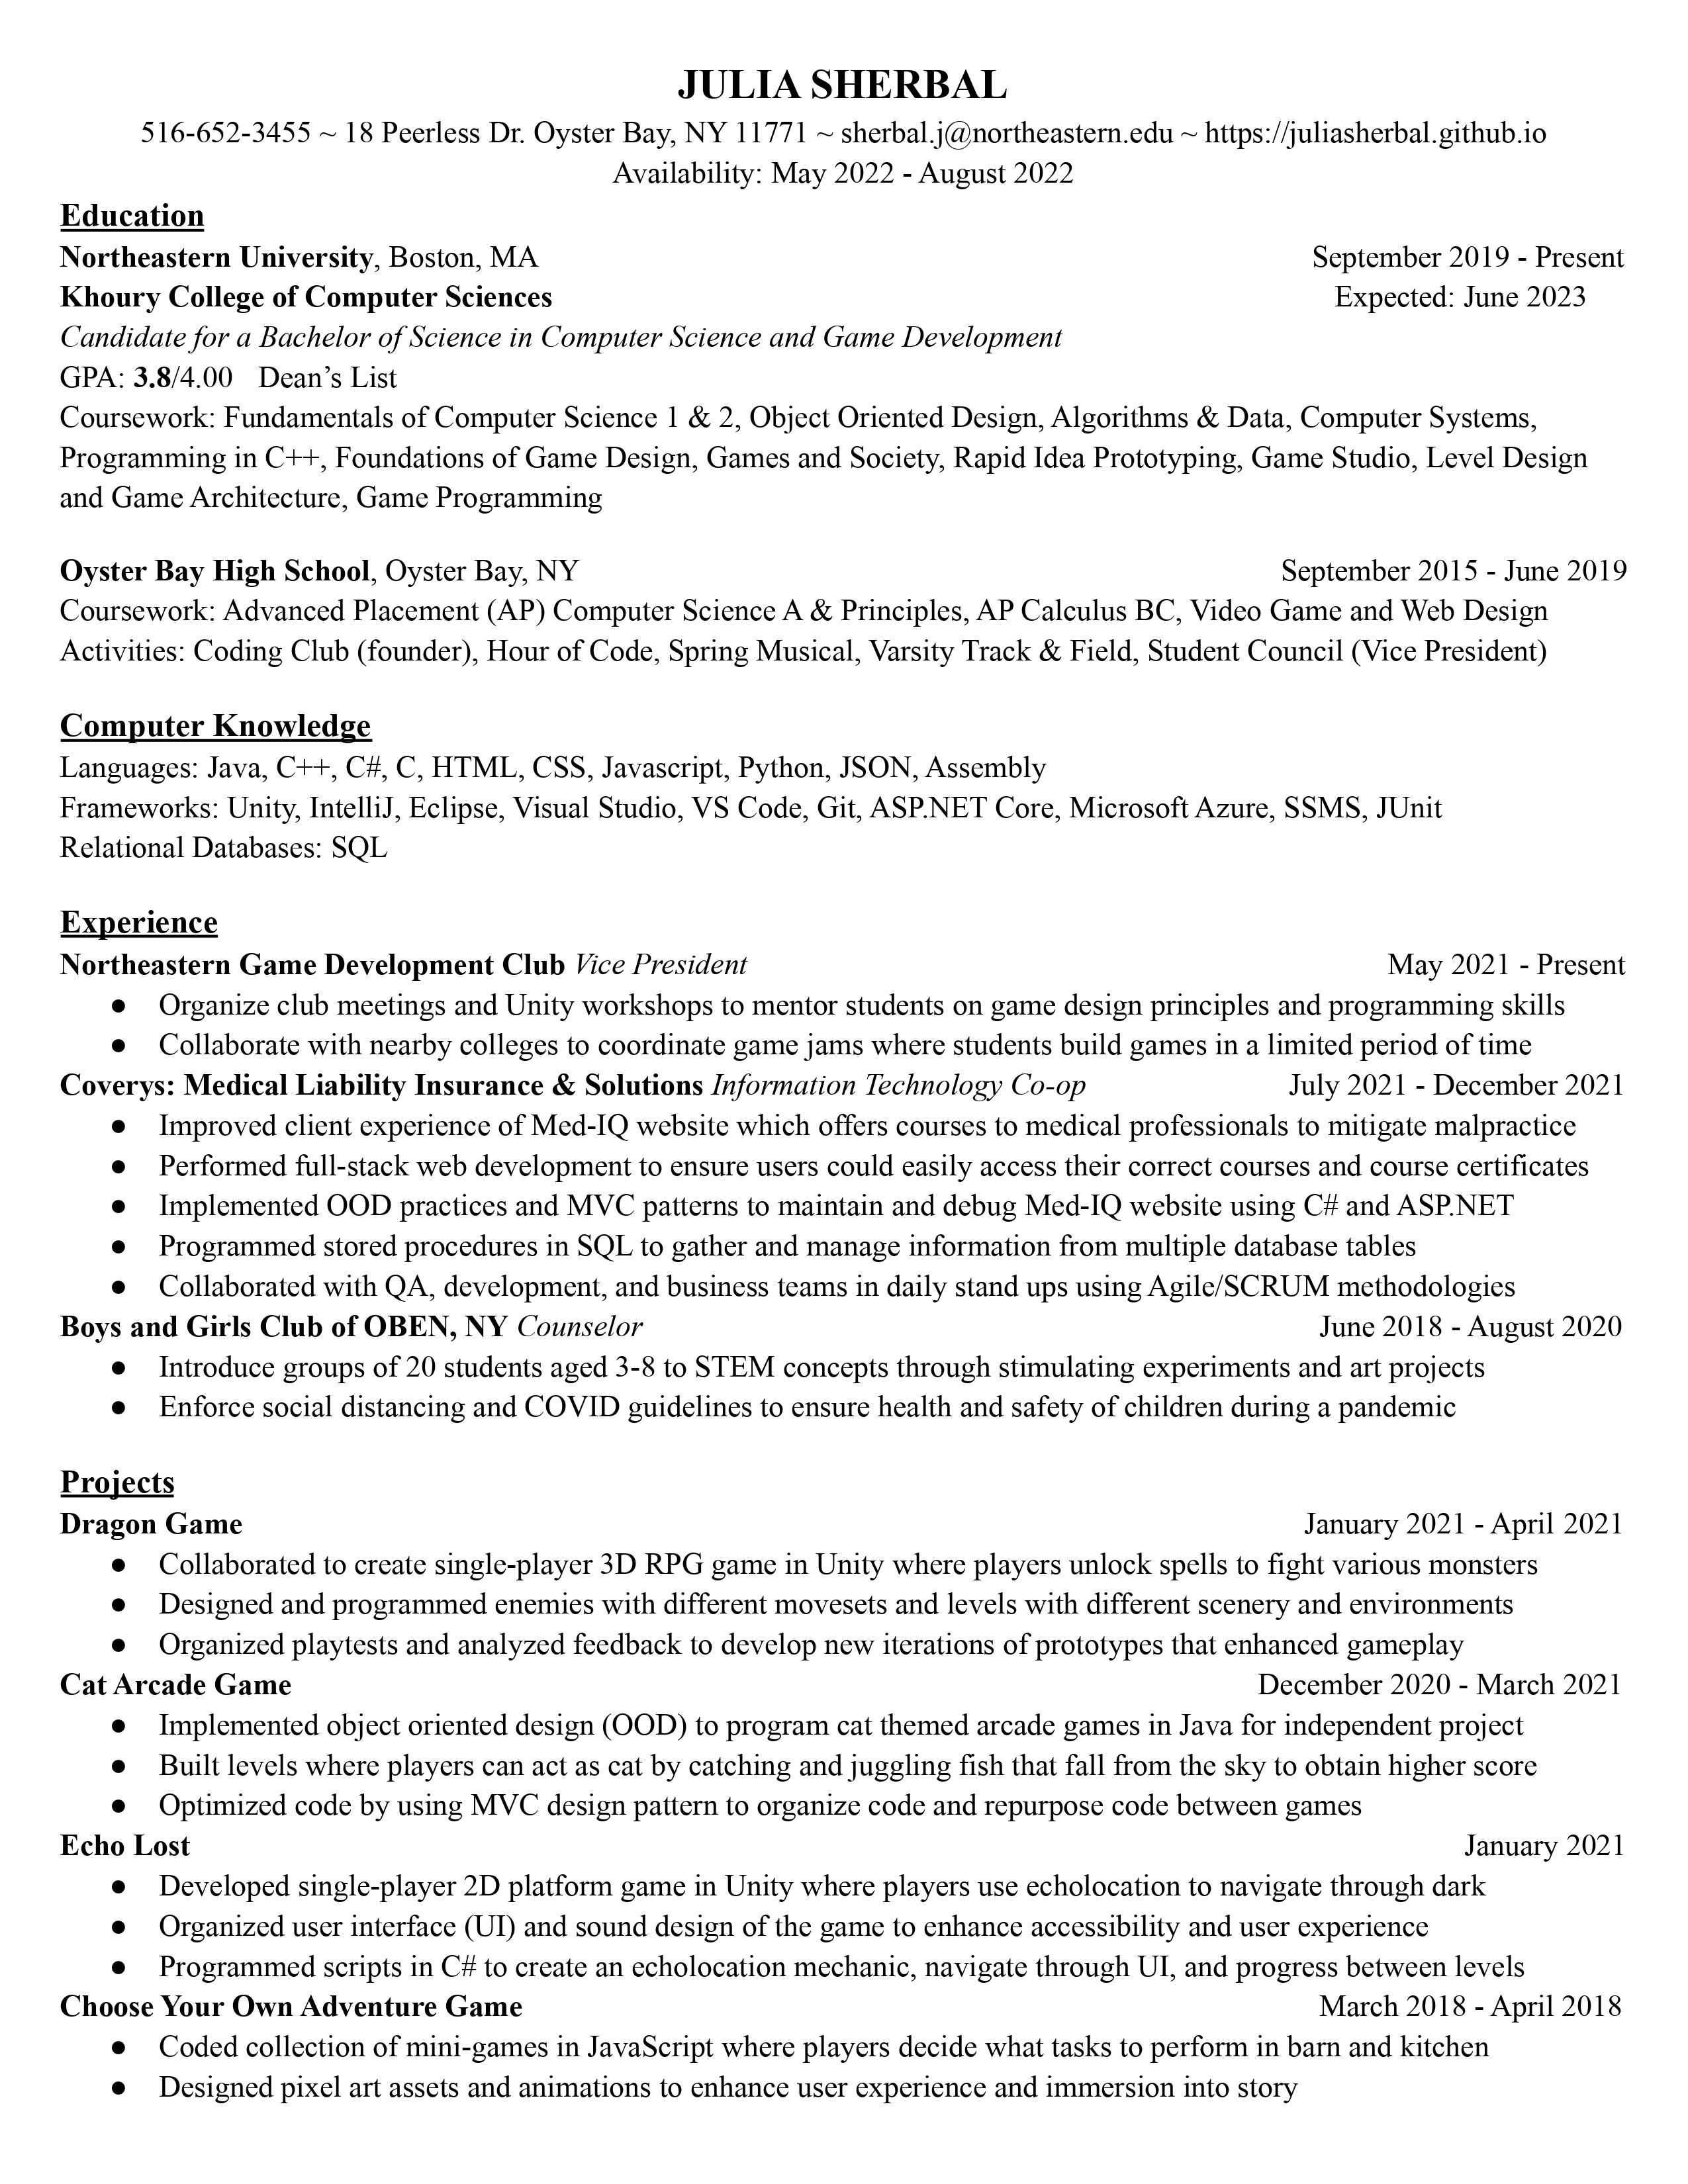 JULIA SHERBAL
516-652-3455 ~ 18 Peerless Dr. Oyster Bay, NY 11771 ~ sherbal.j@northeastern.edu ~ https://juliasherbal.github.io
Availability: May 2022 - August 2022
Education
Northeastern University, Boston, MA September 2019 - Present
Khoury College of Computer Sciences Expected: June 2023
Candidate for a Bachelor of Science in Computer Science and Game Development
GPA: 3.8/4.00 Dean’s List
Coursework: Fundamentals of Computer Science 1 & 2, Object Oriented Design, Algorithms & Data, Computer Systems,
Programming in C++, Foundations of Game Design, Games and Society, Rapid Idea Prototyping, Game Studio, Level Design
and Game Architecture, Game Programming
Oyster Bay High School, Oyster Bay, NY September 2015 - June 2019
Coursework: Advanced Placement (AP) Computer Science A & Principles, AP Calculus BC, Video Game and Web Design
Activities: Coding Club (founder), Hour of Code, Spring Musical, Varsity Track & Field, Student Council (Vice President)
Computer Knowledge
Languages: Java, C++, C#, C, HTML, CSS, Javascript, Python, JSON, Assembly
Frameworks: Unity, IntelliJ, Eclipse, Visual Studio, VS Code, Git, ASP.NET Core, Microsoft Azure, SSMS, JUnit
Relational Databases: SQL
Experience
Northeastern Game Development Club Vice President May 2021 - Present
● Organize club meetings and Unity workshops to mentor students on game design principles and programming skills
● Collaborate with nearby colleges to coordinate game jams where students build games in a limited period of time
Coverys: Medical Liability Insurance & Solutions Information Technology Co-op July 2021 - December 2021
● Improved client experience of Med-IQ website which offers courses to medical professionals to mitigate malpractice
● Performed full-stack web development to ensure users could easily access their correct courses and course certificates
● Implemented OOD practices and MVC patterns to maintain and debug Med-IQ website using C# and ASP.NET
● Programmed stored procedures in SQL to gather and manage information from multiple database tables
● Collaborated with QA, development, and business teams in daily stand ups using Agile/SCRUM methodologies
Boys and Girls Club of OBEN, NY Counselor June 2018 - August 2020
● Introduce groups of 20 students aged 3-8 to STEM concepts through stimulating experiments and art projects
● Enforce social distancing and COVID guidelines to ensure health and safety of children during a pandemic
Projects
Dragon Game January 2021 - April 2021
● Collaborated to create single-player 3D RPG game in Unity where players unlock spells to fight various monsters
● Designed and programmed enemies with different movesets and levels with different scenery and environments
● Organized playtests and analyzed feedback to develop new iterations of prototypes that enhanced gameplay
Cat Arcade Game December 2020 - March 2021
● Implemented object oriented design (OOD) to program cat themed arcade games in Java for independent project
● Built levels where players can act as cat by catching and juggling fish that fall from the sky to obtain higher score
● Optimized code by using MVC design pattern to organize code and repurpose code between games
Echo Lost January 2021
● Developed single-player 2D platform game in Unity where players use echolocation to navigate through dark
● Organized user interface (UI) and sound design of the game to enhance accessibility and user experience
● Programmed scripts in C# to create an echolocation mechanic, navigate through UI, and progress between levels
Choose Your Own Adventure Game March 2018 - April 2018
● Coded collection of mini-games in JavaScript where players decide what tasks to perform in barn and kitchen
● Designed pixel art assets and animations to enhance user experience and immersion into story